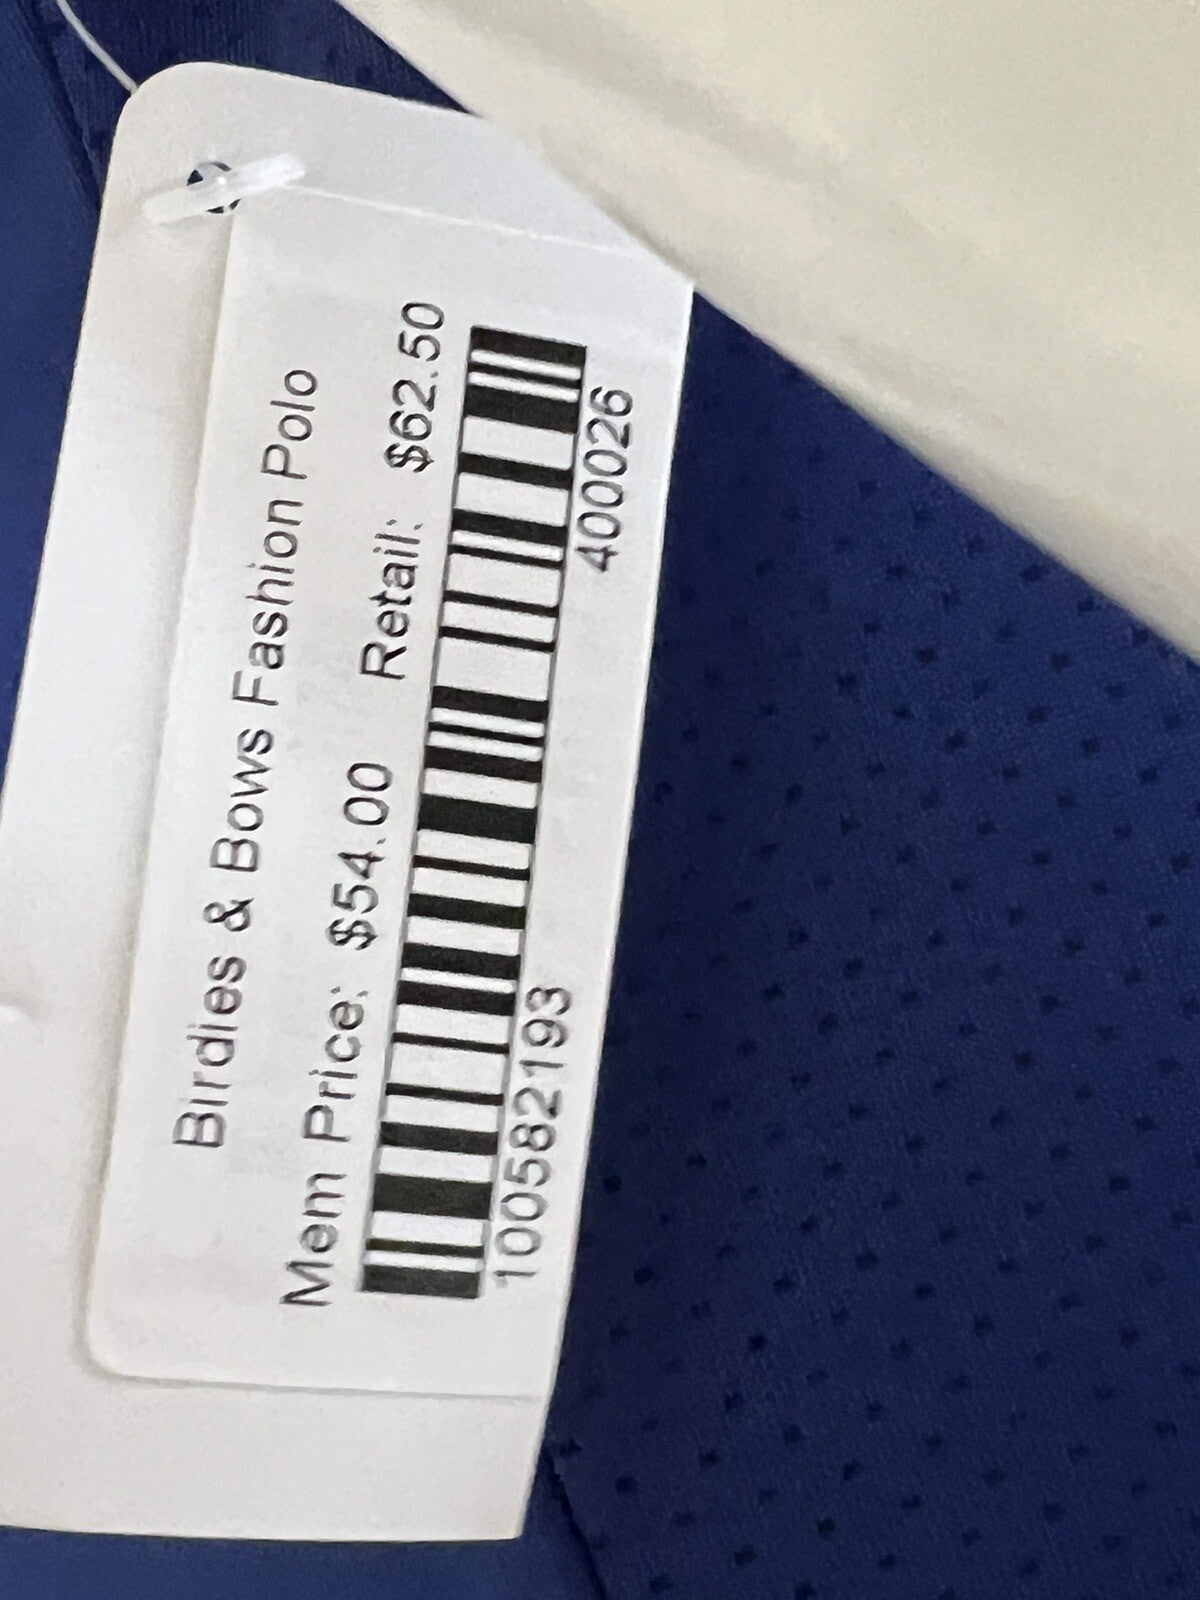 Birdies & Bows Fashion Polo
Mem Price: $54.00 Retail: $62.50
100582193 400026